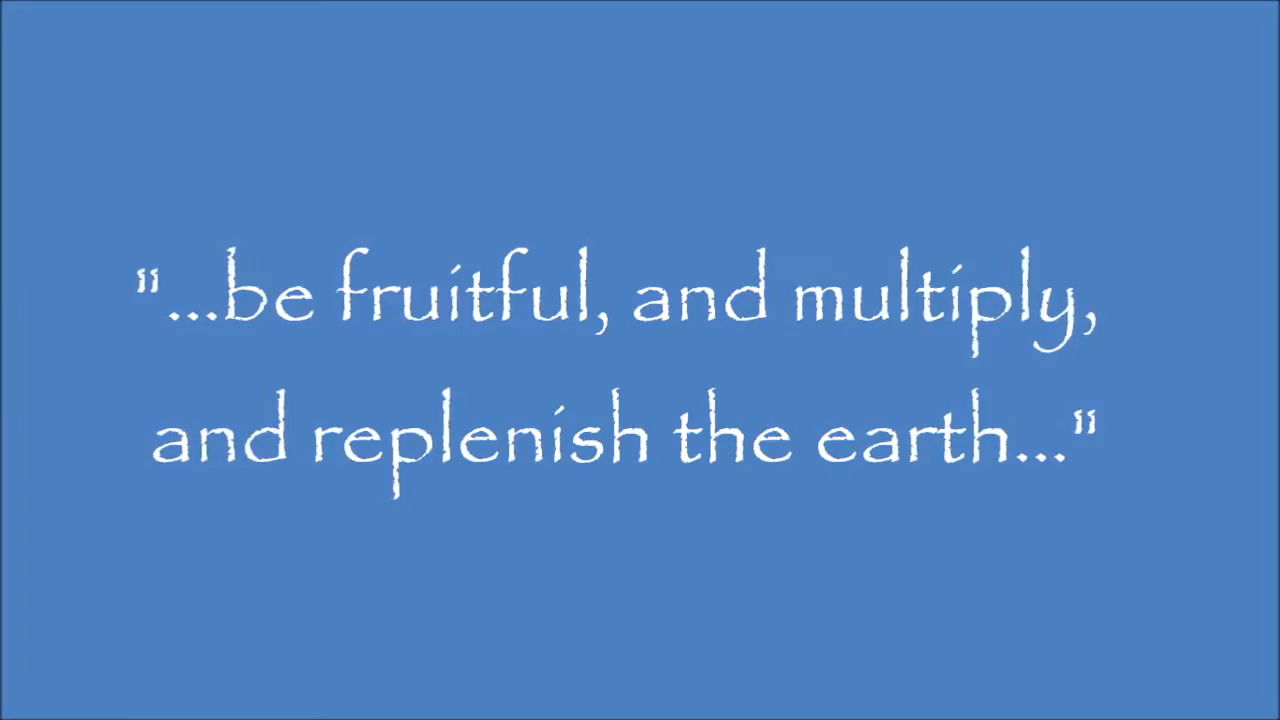 "...be fruitful, and multiply,
and replenish the earth..."